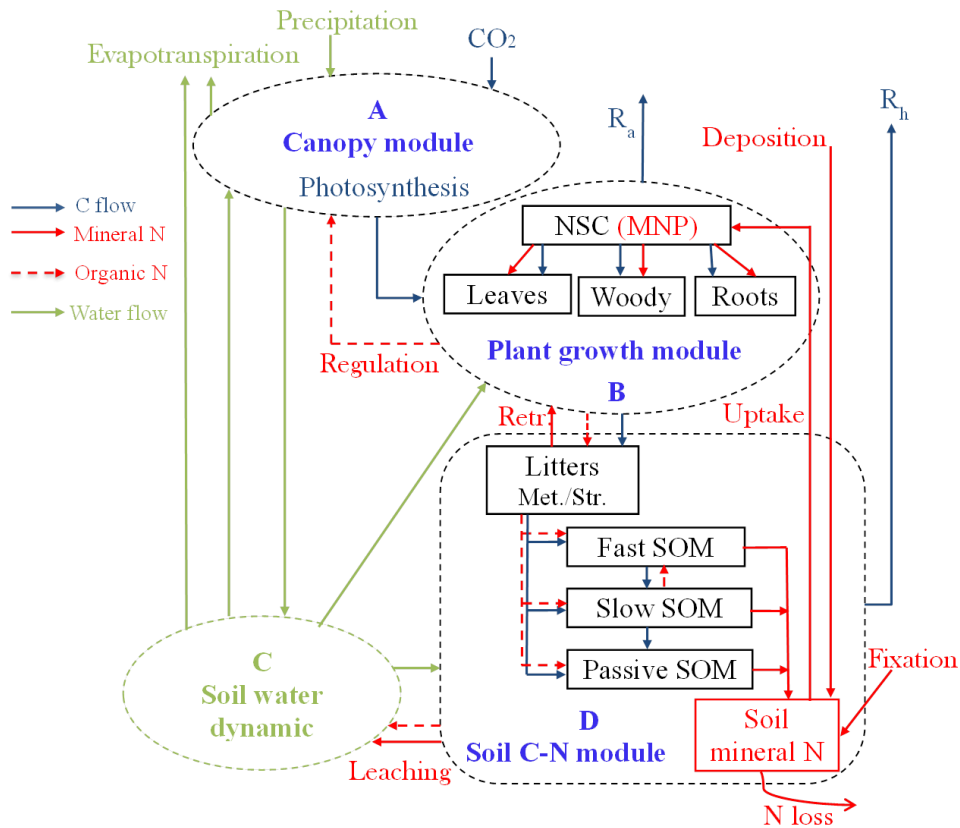 Precipitation
CO2
Evapotranspiration
A
Canopy module
Photosynthesis
Ra
Rh
Deposition
C flow
Mineral N
Organic N
Water flow
NSC (MNP)
Leaves
Woody
Roots
Plant growth module
B
Regulation
Retr.
Uptake
Litters
Met./Str.
Fast SOM
Slow SOM
Passive SOM
Fixation
C
Soil water
dynamic
D
Soil C-N module
Soil
mineral N
Leaching
N loss